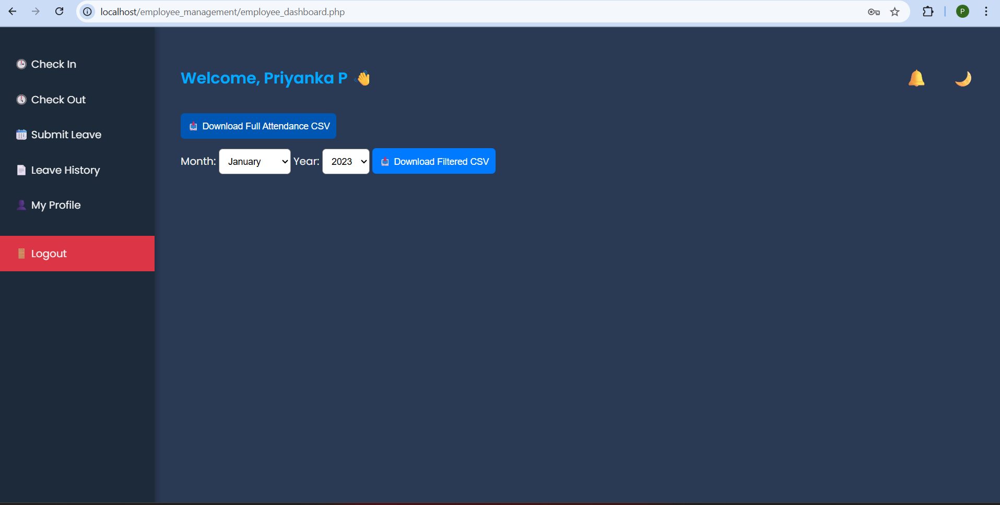 localhost/employee_management/employee_dashboard.php
P
Check In
Check Out
Submit Leave
Leave History
My Profile
Logout
Welcome, Priyanka P 👋
Download Full Attendance CSV
Month: January Year: 2023 Download Filtered CSV